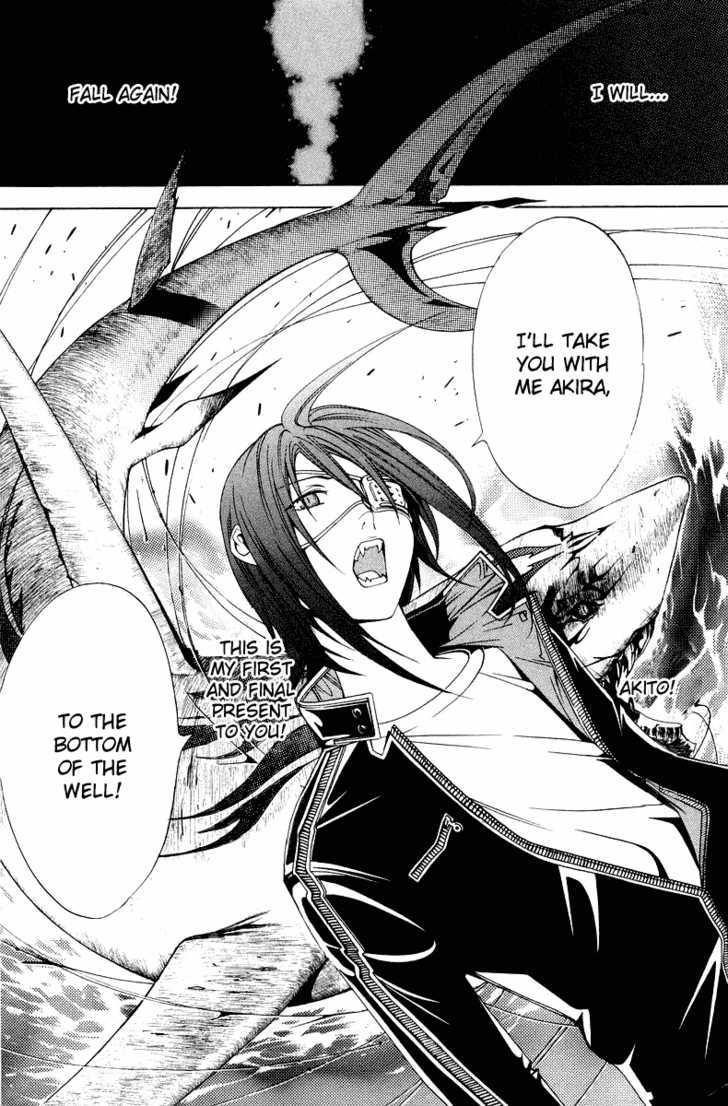 I WILL...
FALL AGAIN!
I'LL TAKE
YOU WITH
ME AKIRA,
AKITO!
THIS IS
MY FIRST
AND FINAL
PRESENT
TO YOU!
TO THE
BOTTOM
OF THE
WELL!